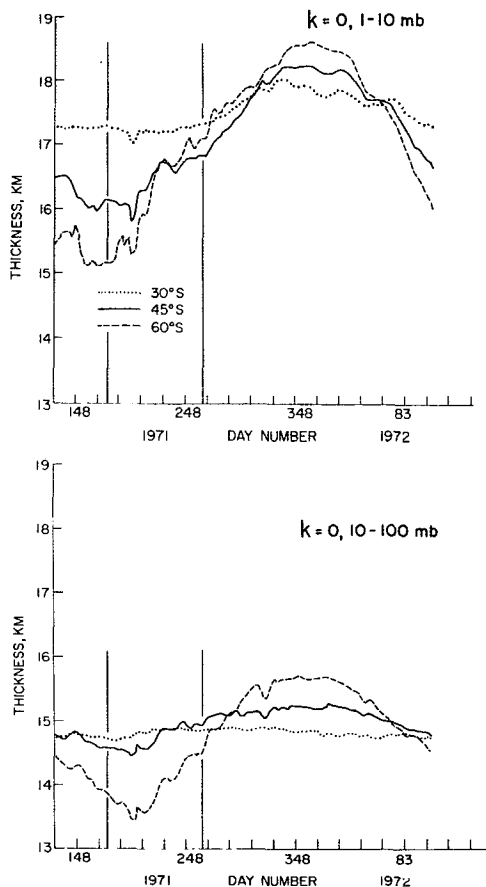 k = 0, 1-10 mb
19
18
17
16
15
14
13
THICKNESS, KM
30°S
45°S
60°S
148 248 348 83
1971 DAY NUMBER 1972
k = 0, 10-100 mb
19
18
17
16
15
14
13
THICKNESS, KM
148 248 348 83
1971 DAY NUMBER 1972